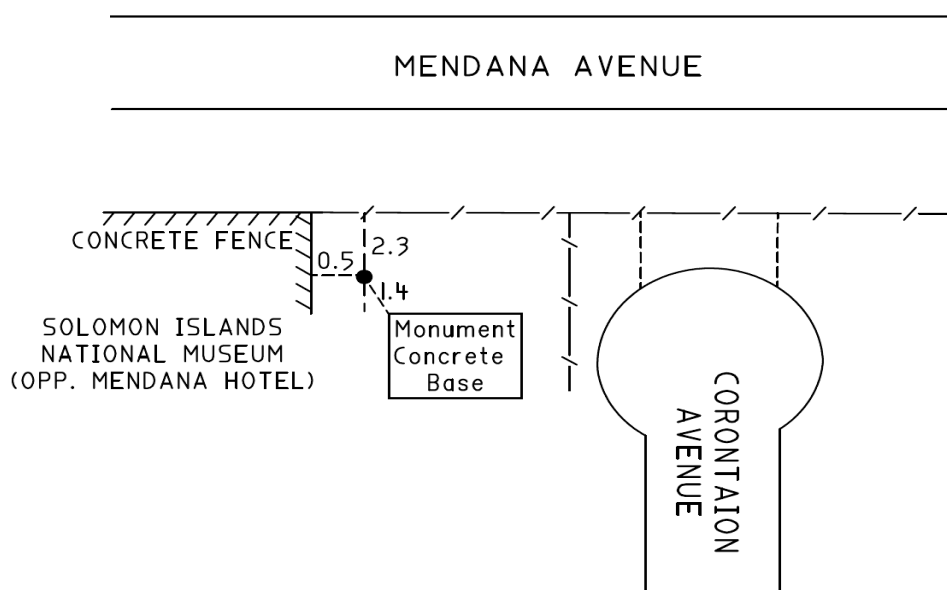 MENDANA AVENUE
CONCRETE FENCE
2.3
0.5
1.4
SOLOMON ISLANDS
NATIONAL MUSEUM
(OPP. MENDANA HOTEL)
Monument
Concrete
Base
CORONTAION
AVENUE